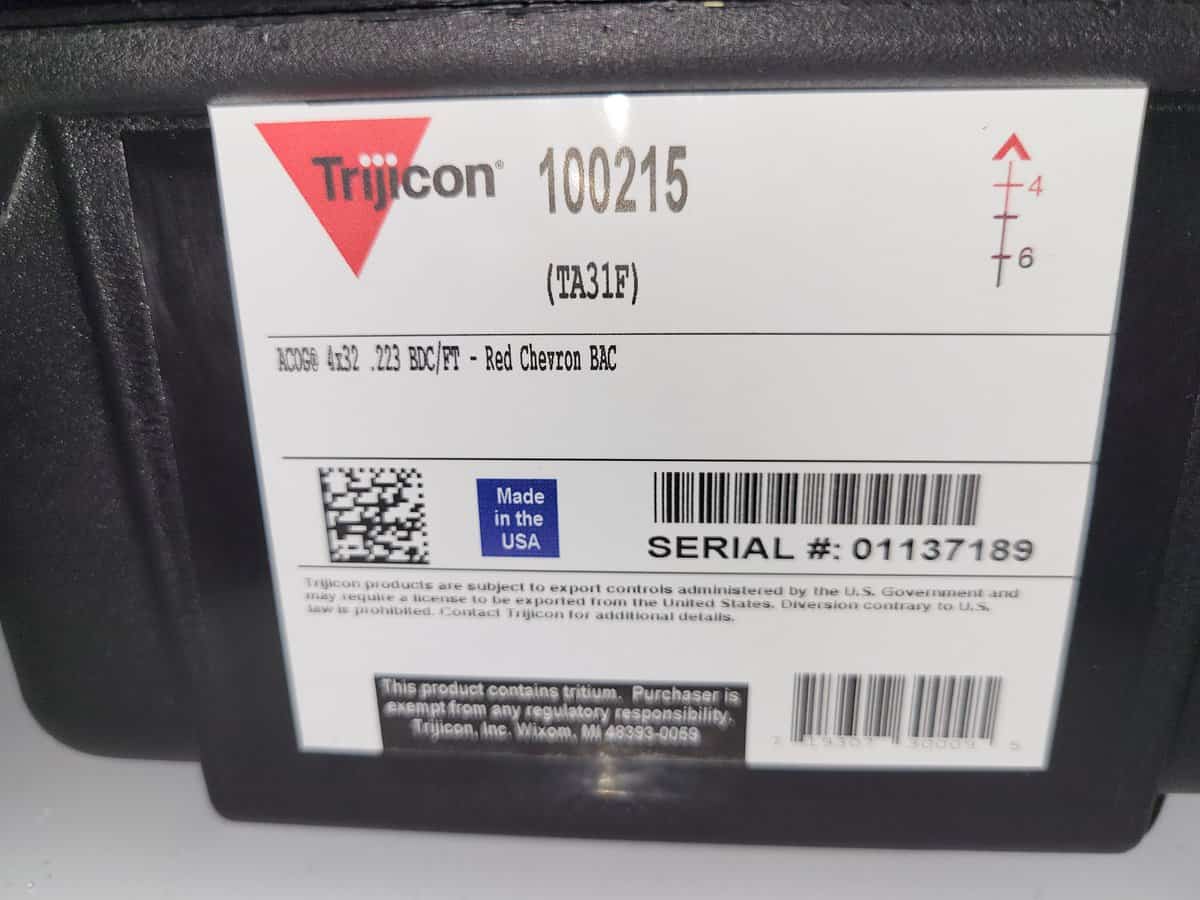 Trijicon® 100215
(TA31F)
4
6
ACOG® 4x32 .223 BDC/FT - Red Chevron BAC
Made
in the
USA
SERIAL #: 01137189
Trijicon products are subject to export controls administered by the U.S. Government and
may require a license to be exported from the United States. Diversion contrary to U.S.
law is prohibited. Contact Trijicon for additional details.
This product contains tritium. Purchaser is
exempt from any regulatory responsibility.
Trijicon, Inc. Wixom, MI 48393-0059
30009 5